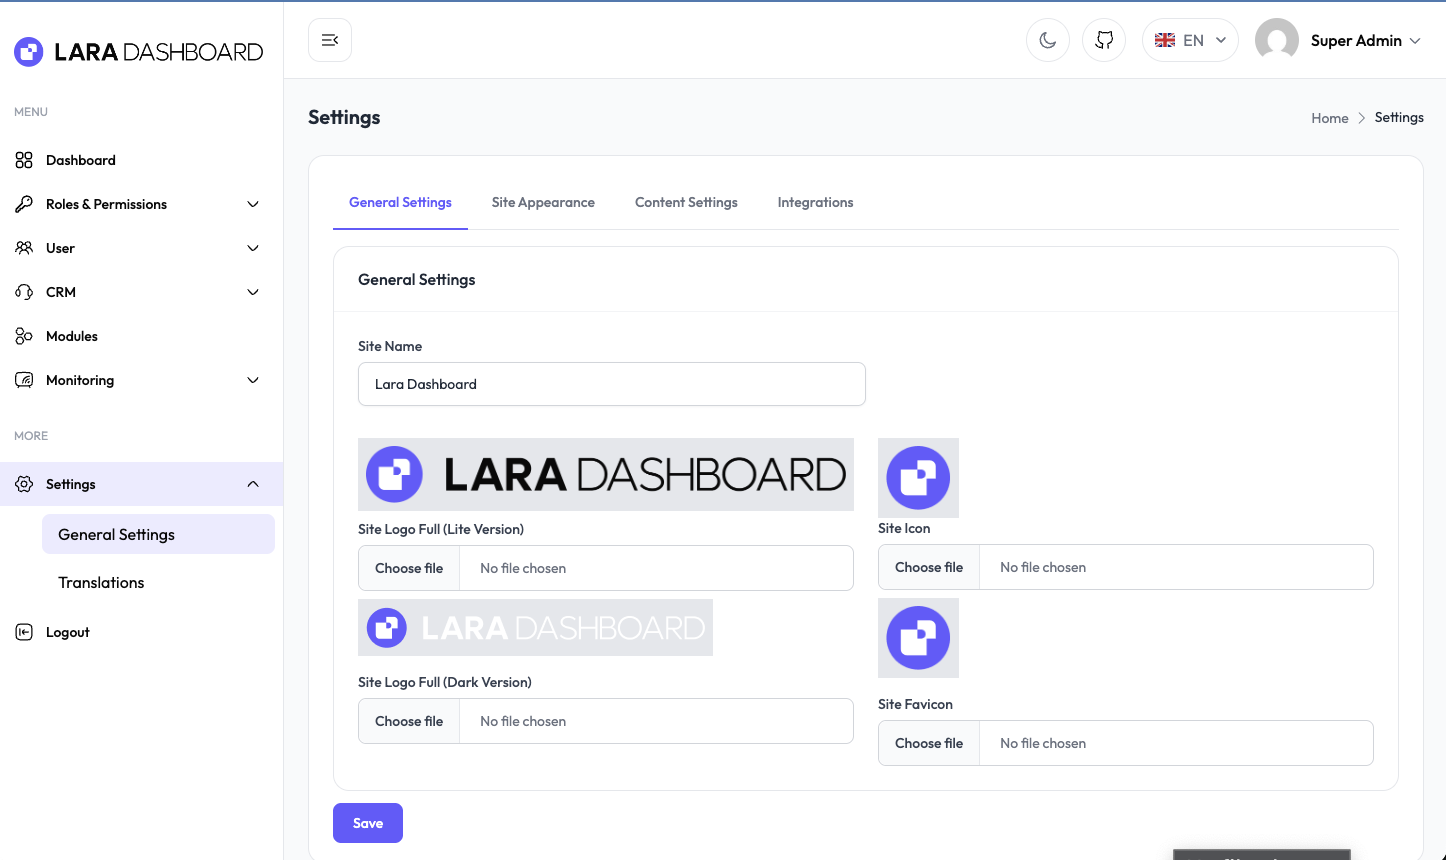 LARA DASHBOARD
EN
Super Admin
MENU
Dashboard
Roles & Permissions
User
CRM
Modules
Monitoring
MORE
Settings
General Settings
Translations
Logout
Settings
Home
Settings
General Settings
Site Appearance
Content Settings
Integrations
General Settings
Site Name
Lara Dashboard
LARA DASHBOARD
Site Logo Full (Lite Version)
Choose file
No file chosen
LARA DASHBOARD
Site Logo Full (Dark Version)
Choose file
No file chosen
Site Icon
Choose file
No file chosen
Site Favicon
Choose file
No file chosen
Save